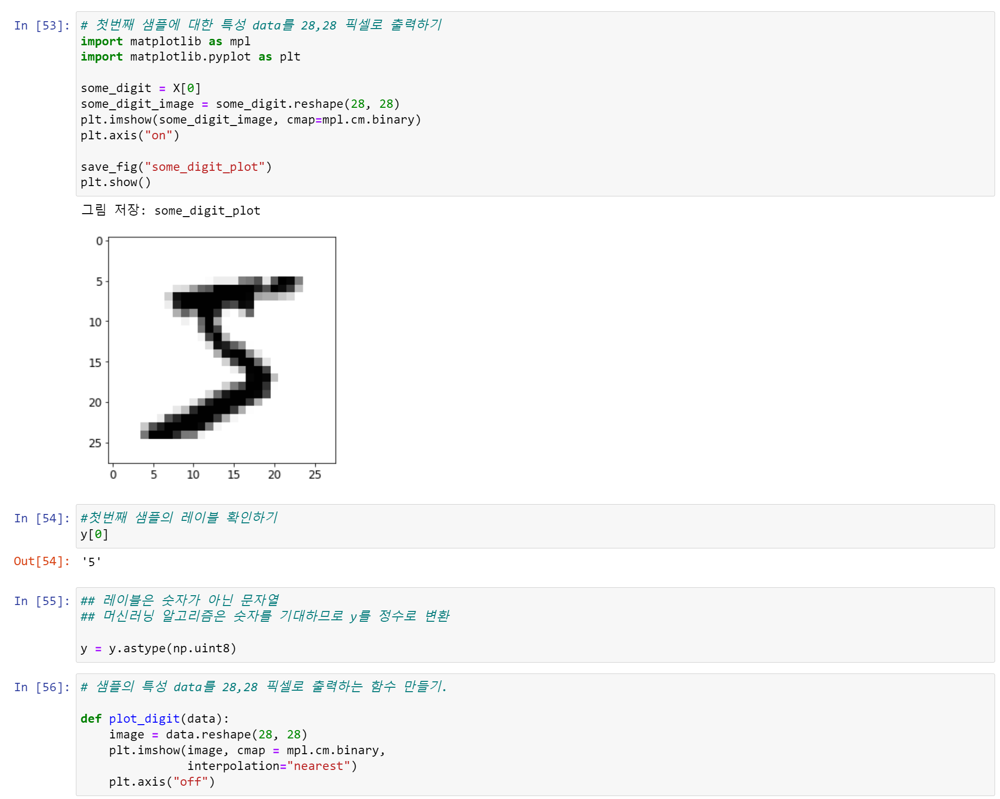 In [53]: # 첫번째 샘플에 대한 특성 data를 28,28 픽셀로 출력하기
import matplotlib as mpl
import matplotlib.pyplot as plt
some_digit = X[0]
some_digit_image = some_digit.reshape(28, 28)
plt.imshow(some_digit_image, cmap=mpl.cm.binary)
plt.axis("on")
save_fig("some_digit_plot")
plt.show()
그림 저장: some_digit_plot
0
5
10
15
20
25
0 5 10 15 20 25
In [54]: #첫번째 샘플의 레이블 확인하기
y[0]
Out[54]: '5'
In [55]: ## 레이블은 숫자가 아닌 문자열
## 머신러닝 알고리즘은 숫자를 기대하므로 y를 정수로 변환
y = y.astype(np.uint8)
In [56]: # 샘플의 특성 data를 28,28 픽셀로 출력하는 함수 만들기.
def plot_digit(data):
    image = data.reshape(28, 28)
    plt.imshow(image, cmap = mpl.cm.binary,
               interpolation="nearest")
    plt.axis("off")